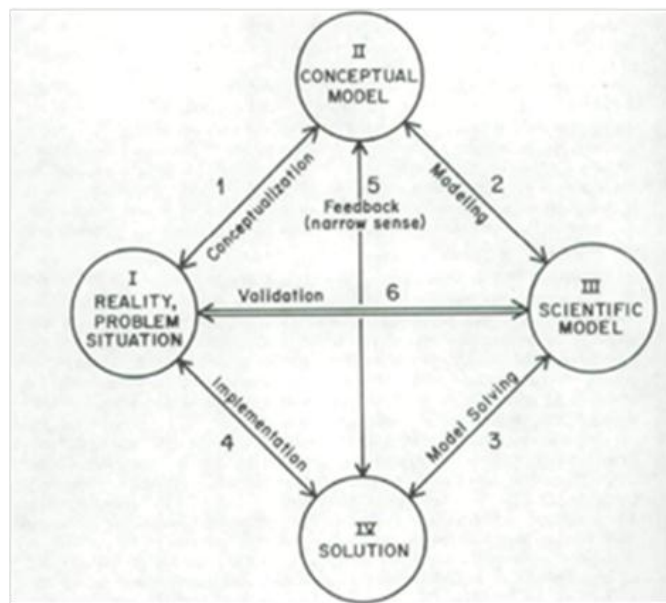 II
CONCEPTUAL
MODEL
1
Conceptualization
5
Feedback
(narrow sense)
Modeling
2
I
REALITY,
PROBLEM
SITUATION
Validation
6
III
SCIENTIFIC
MODEL
Implementation
4
Model Solving
3
IV
SOLUTION